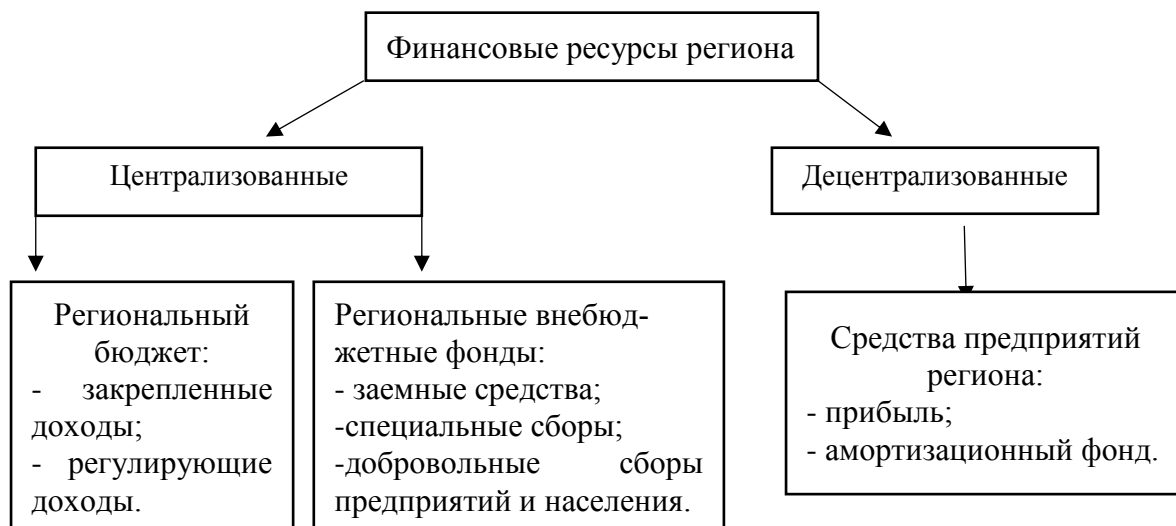 Финансовые ресурсы региона
Централизованные
Децентрализованные
Региональный
бюджет:
- закрепленные
доходы;
- регулирующие
доходы.
Региональные внебюд-
жетные фонды:
- заемные средства;
-специальные сборы;
-добровольные сборы
предприятий и населения.
Средства предприятий
региона:
- прибыль;
- амортизационный фонд.